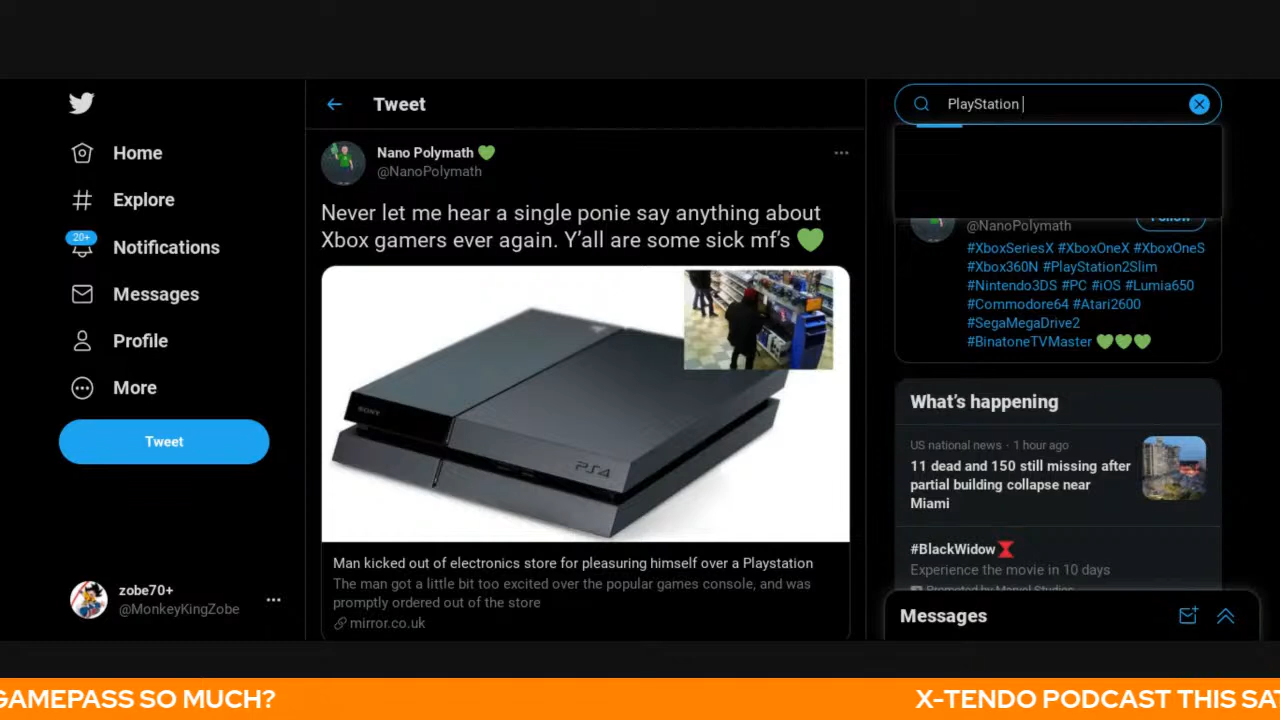 Home
Explore
20+
Notifications
Messages
Profile
More
Tweet
zobe70+
@MonkeyKingZobe
Tweet
Nano Polymath
@NanoPolymath
Never let me hear a single ponie say anything about
Xbox gamers ever again. Y’all are some sick mf’s
SONY
PS4
Man kicked out of electronics store for pleasuring himself over a Playstation
The man got a little bit too excited over the popular games console, and was
promptly ordered out of the store
mirror.co.uk
PlayStation
Follow
@NanoPolymath
#XboxSeriesX #XboxOneX #XboxOneS
#Xbox360N #PlayStation2Slim
#Nintendo3DS #PC #iOS #Lumia650
#Commodore64 #Atari2600
#SegaMegaDrive2
#BinatoneTVMaster
What’s happening
US national news · 1 hour ago
11 dead and 150 still missing after
partial building collapse near
Miami
#BlackWidow
Experience the movie in 10 days
Promoted by Marvel Studios
Messages
GAMEPASS SO MUCH?
X-TENDO PODCAST THIS SAT